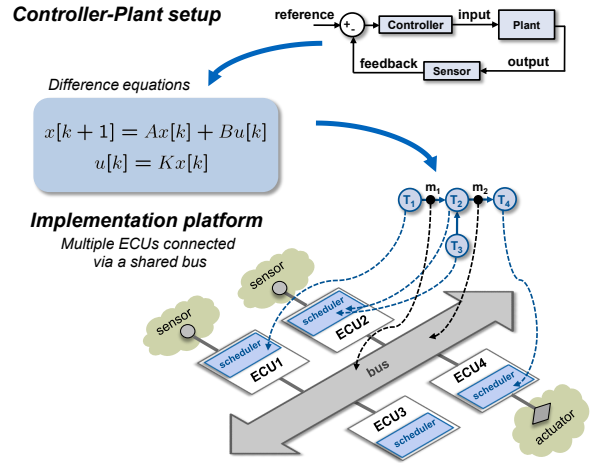 Controller-Plant setup
reference
+
-
Controller
input
Plant
feedback
Sensor
output
Difference equations
x[k + 1] = Ax[k] + Bu[k]
u[k] = Kx[k]
T₁ m₁ T₂ m₂ T₄
T₃
Implementation platform
Multiple ECUs connected
via a shared bus
sensor
sensor
scheduler
ECU2
scheduler
ECU1
bus
ECU4
scheduler
ECU3
scheduler
actuator